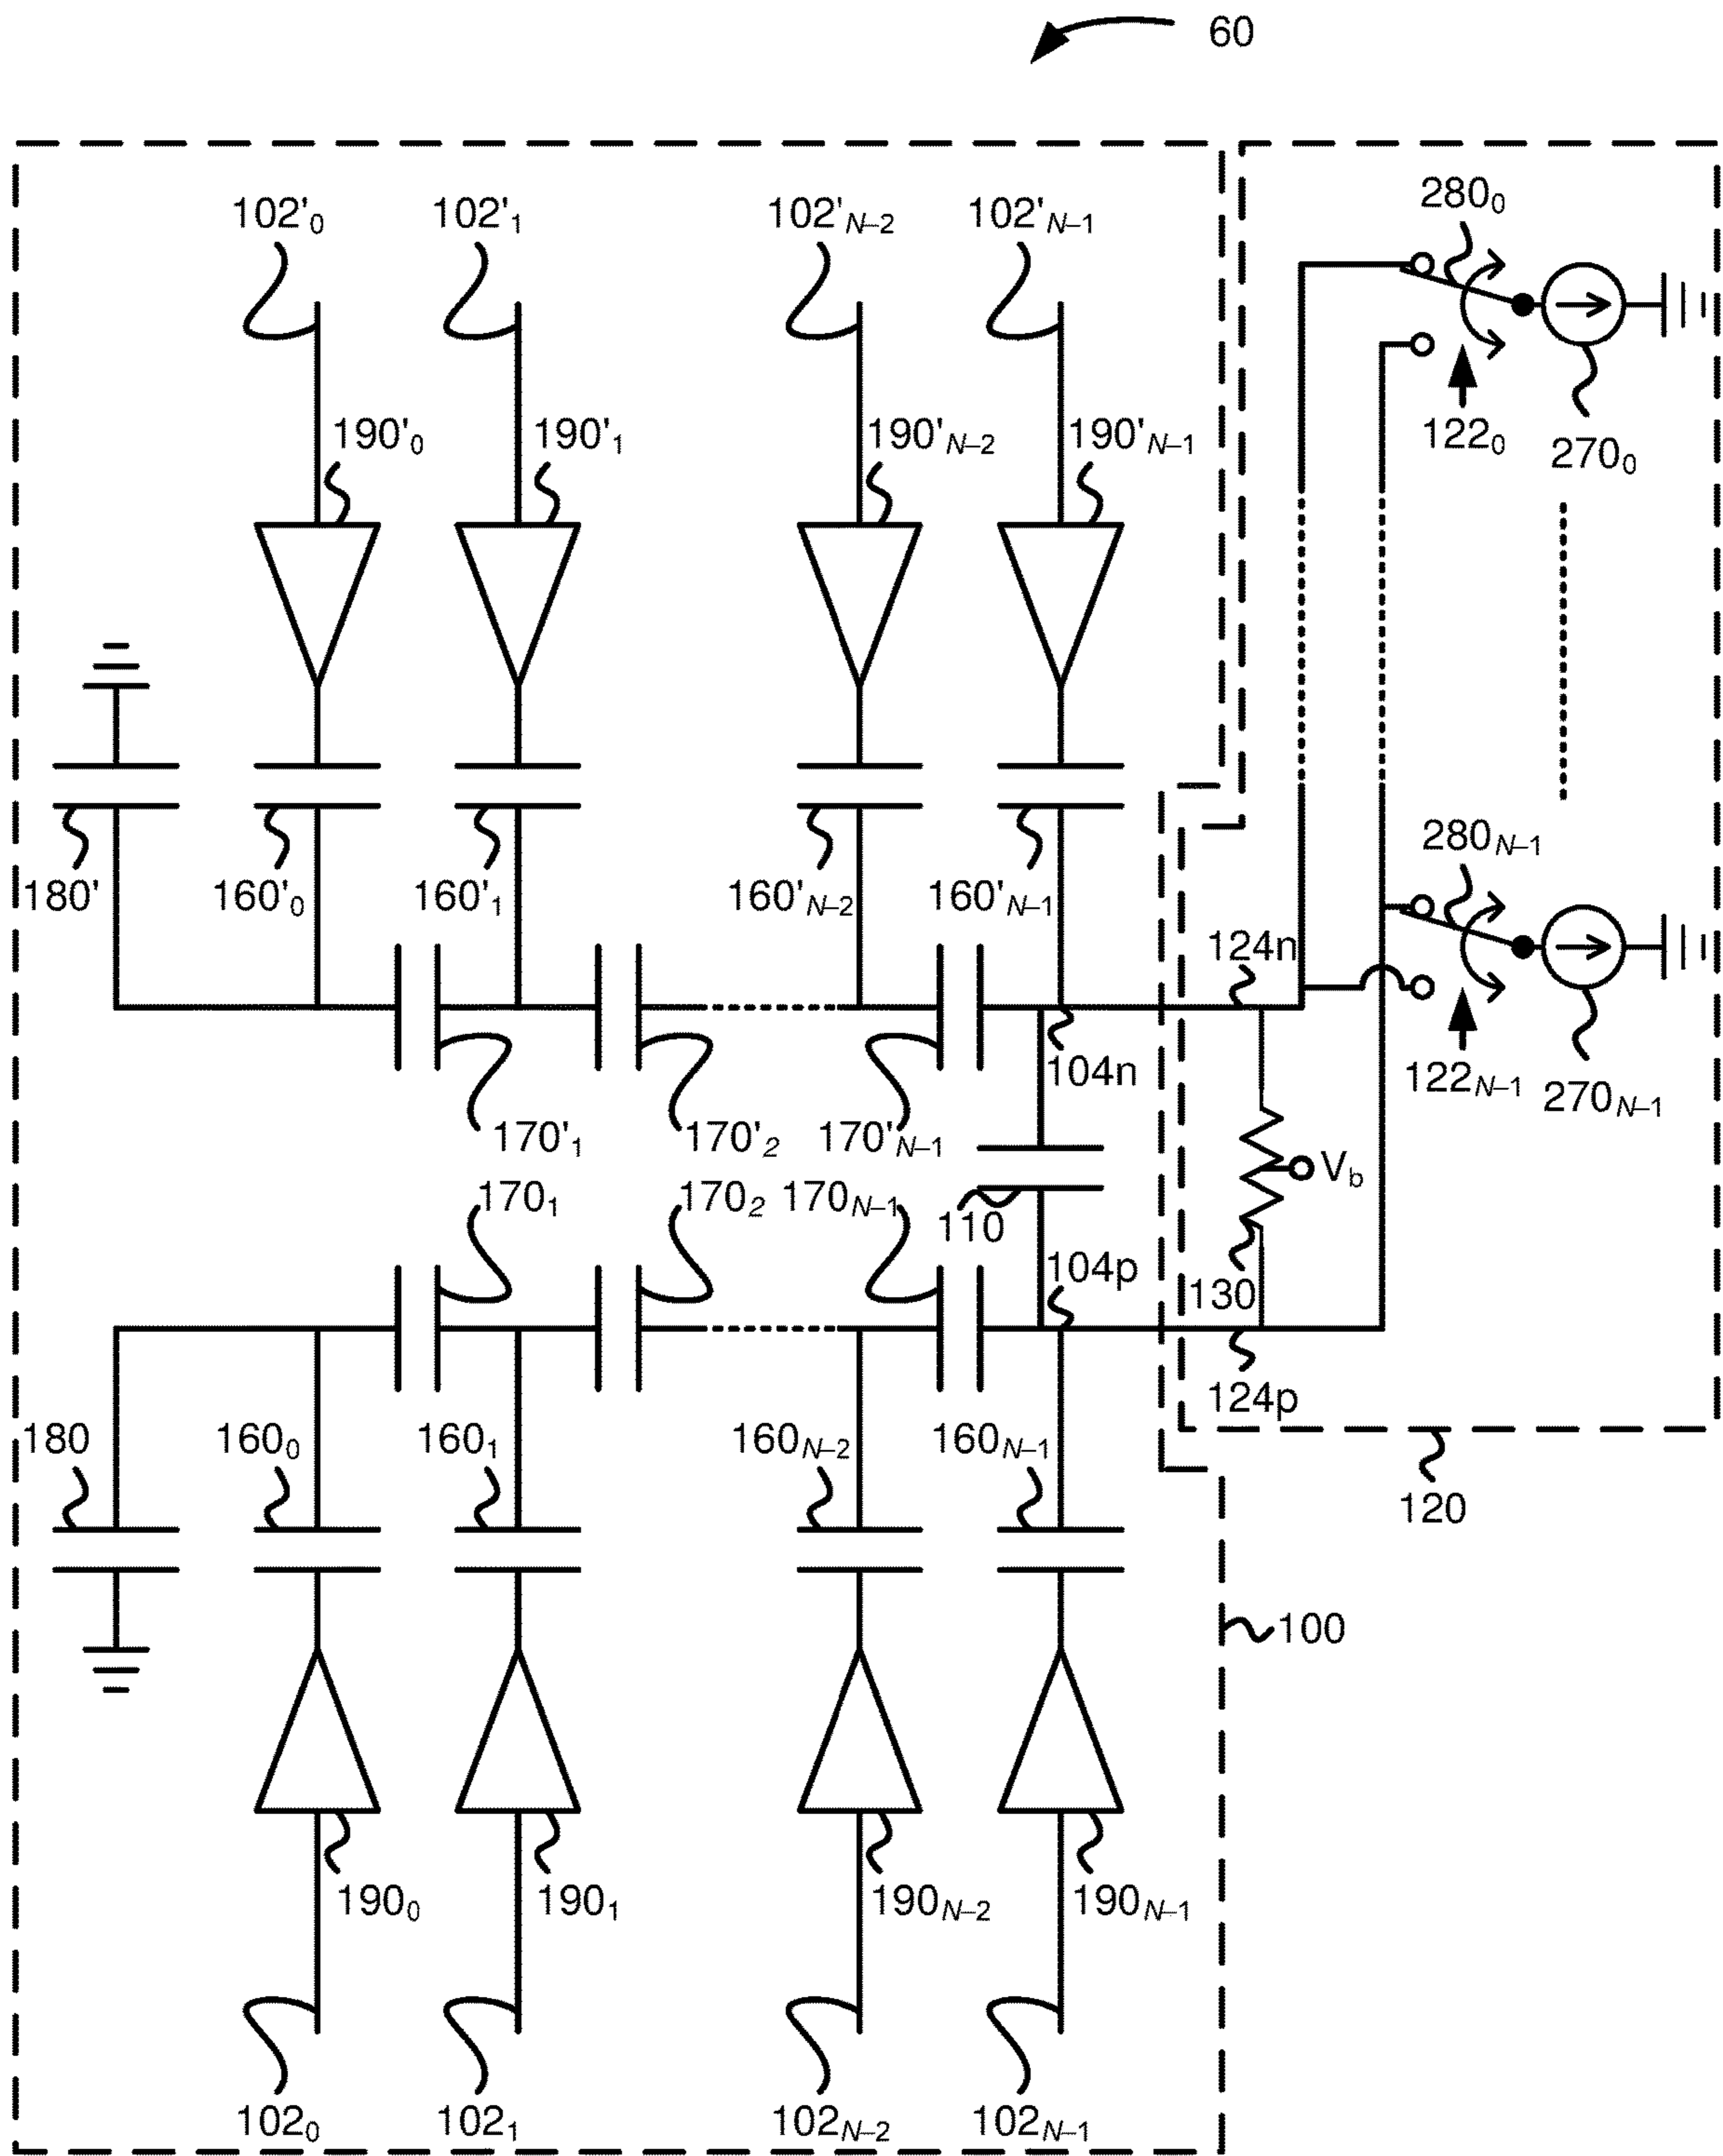 60
280₀
102'₀ 102'₁ 102'N–2 102'N–1
190'₀ 190'₁ 190'N–2 190'N–1
122₀ 270₀
280N–1
180' 160'₀ 160'₁ 160'N–2 160'N–1
124n
104n
122N–1 270N–1
170'₁ 170'₂ 170'N–1
Vb
170₁ 170₂ 170N–1 110
104p
130
124p
180 160₀ 160₁ 160N–2 160N–1
120
100
190₀ 190₁ 190N–2 190N–1
102₀ 102₁ 102N–2 102N–1